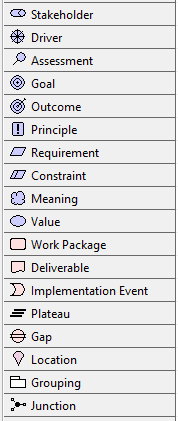 Stakeholder
Driver
Assessment
Goal
Outcome
Principle
Requirement
Constraint
Meaning
Value
Work Package
Deliverable
Implementation Event
Plateau
Gap
Location
Grouping
Junction